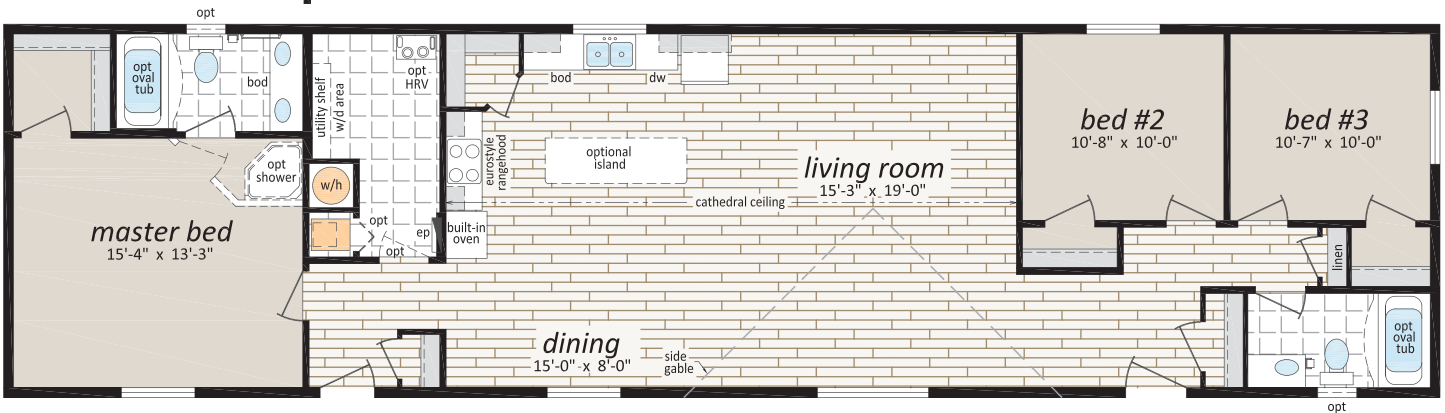 opt
opt
oval
tub
bod
utility shelf
w/d area
opt
HRV
bod
dw
eurostyle
rangehood
optional
island
living room
15'-3" x 19'-0"
cathedral ceiling
bed #2
10'-8" x 10'-0"
bed #3
10'-7" x 10'-0"
opt
shower
w/h
master bed
15'-4" x 13'-3"
opt
ep
opt
built-in
oven
linen
dining
15'-0" x 8'-0"
side
gable
opt
oval
tub
opt